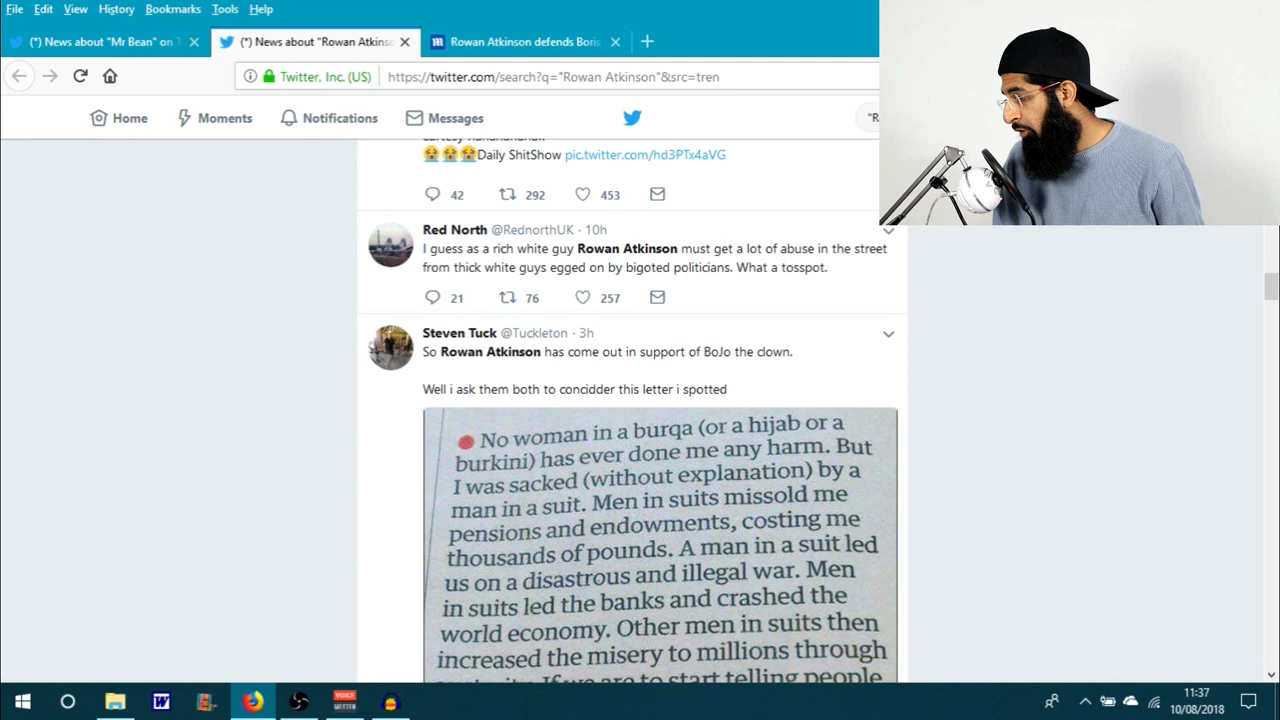 File Edit View History Bookmarks Tools Help
(*) News about "Mr Bean" on T
(*) News about "Rowan Atkins
Rowan Atkinson defends Boris
Twitter, Inc. (US) https://twitter.com/search?q="Rowan Atkinson"&src=tren
Home Moments Notifications Messages "R
Daily ShitShow pic.twitter.com/hd3PTx4aVG
42 292 453
Red North @RednorthUK · 10h
I guess as a rich white guy Rowan Atkinson must get a lot of abuse in the street
from thick white guys egged on by bigoted politicians. What a tosspot.
21 76 257
Steven Tuck @Tuckleton · 3h
So Rowan Atkinson has come out in support of BoJo the clown.
Well i ask them both to concidder this letter i spotted
No woman in a burqa (or a hijab or a
burkini) has ever done me any harm. But
I was sacked (without explanation) by a
man in a suit. Men in suits missold me
pensions and endowments, costing me
thousands of pounds. A man in a suit led
us on a disastrous and illegal war. Men
in suits led the banks and crashed the
world economy. Other men in suits then
increased the misery to millions through
If we are to start telling people
VOICE
MEETER
11:37
10/08/2018